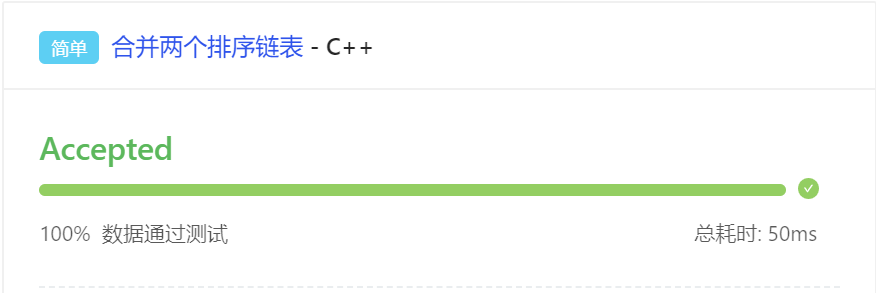 简单 合并两个排序链表 - C++
Accepted
100% 数据通过测试 总耗时: 50ms